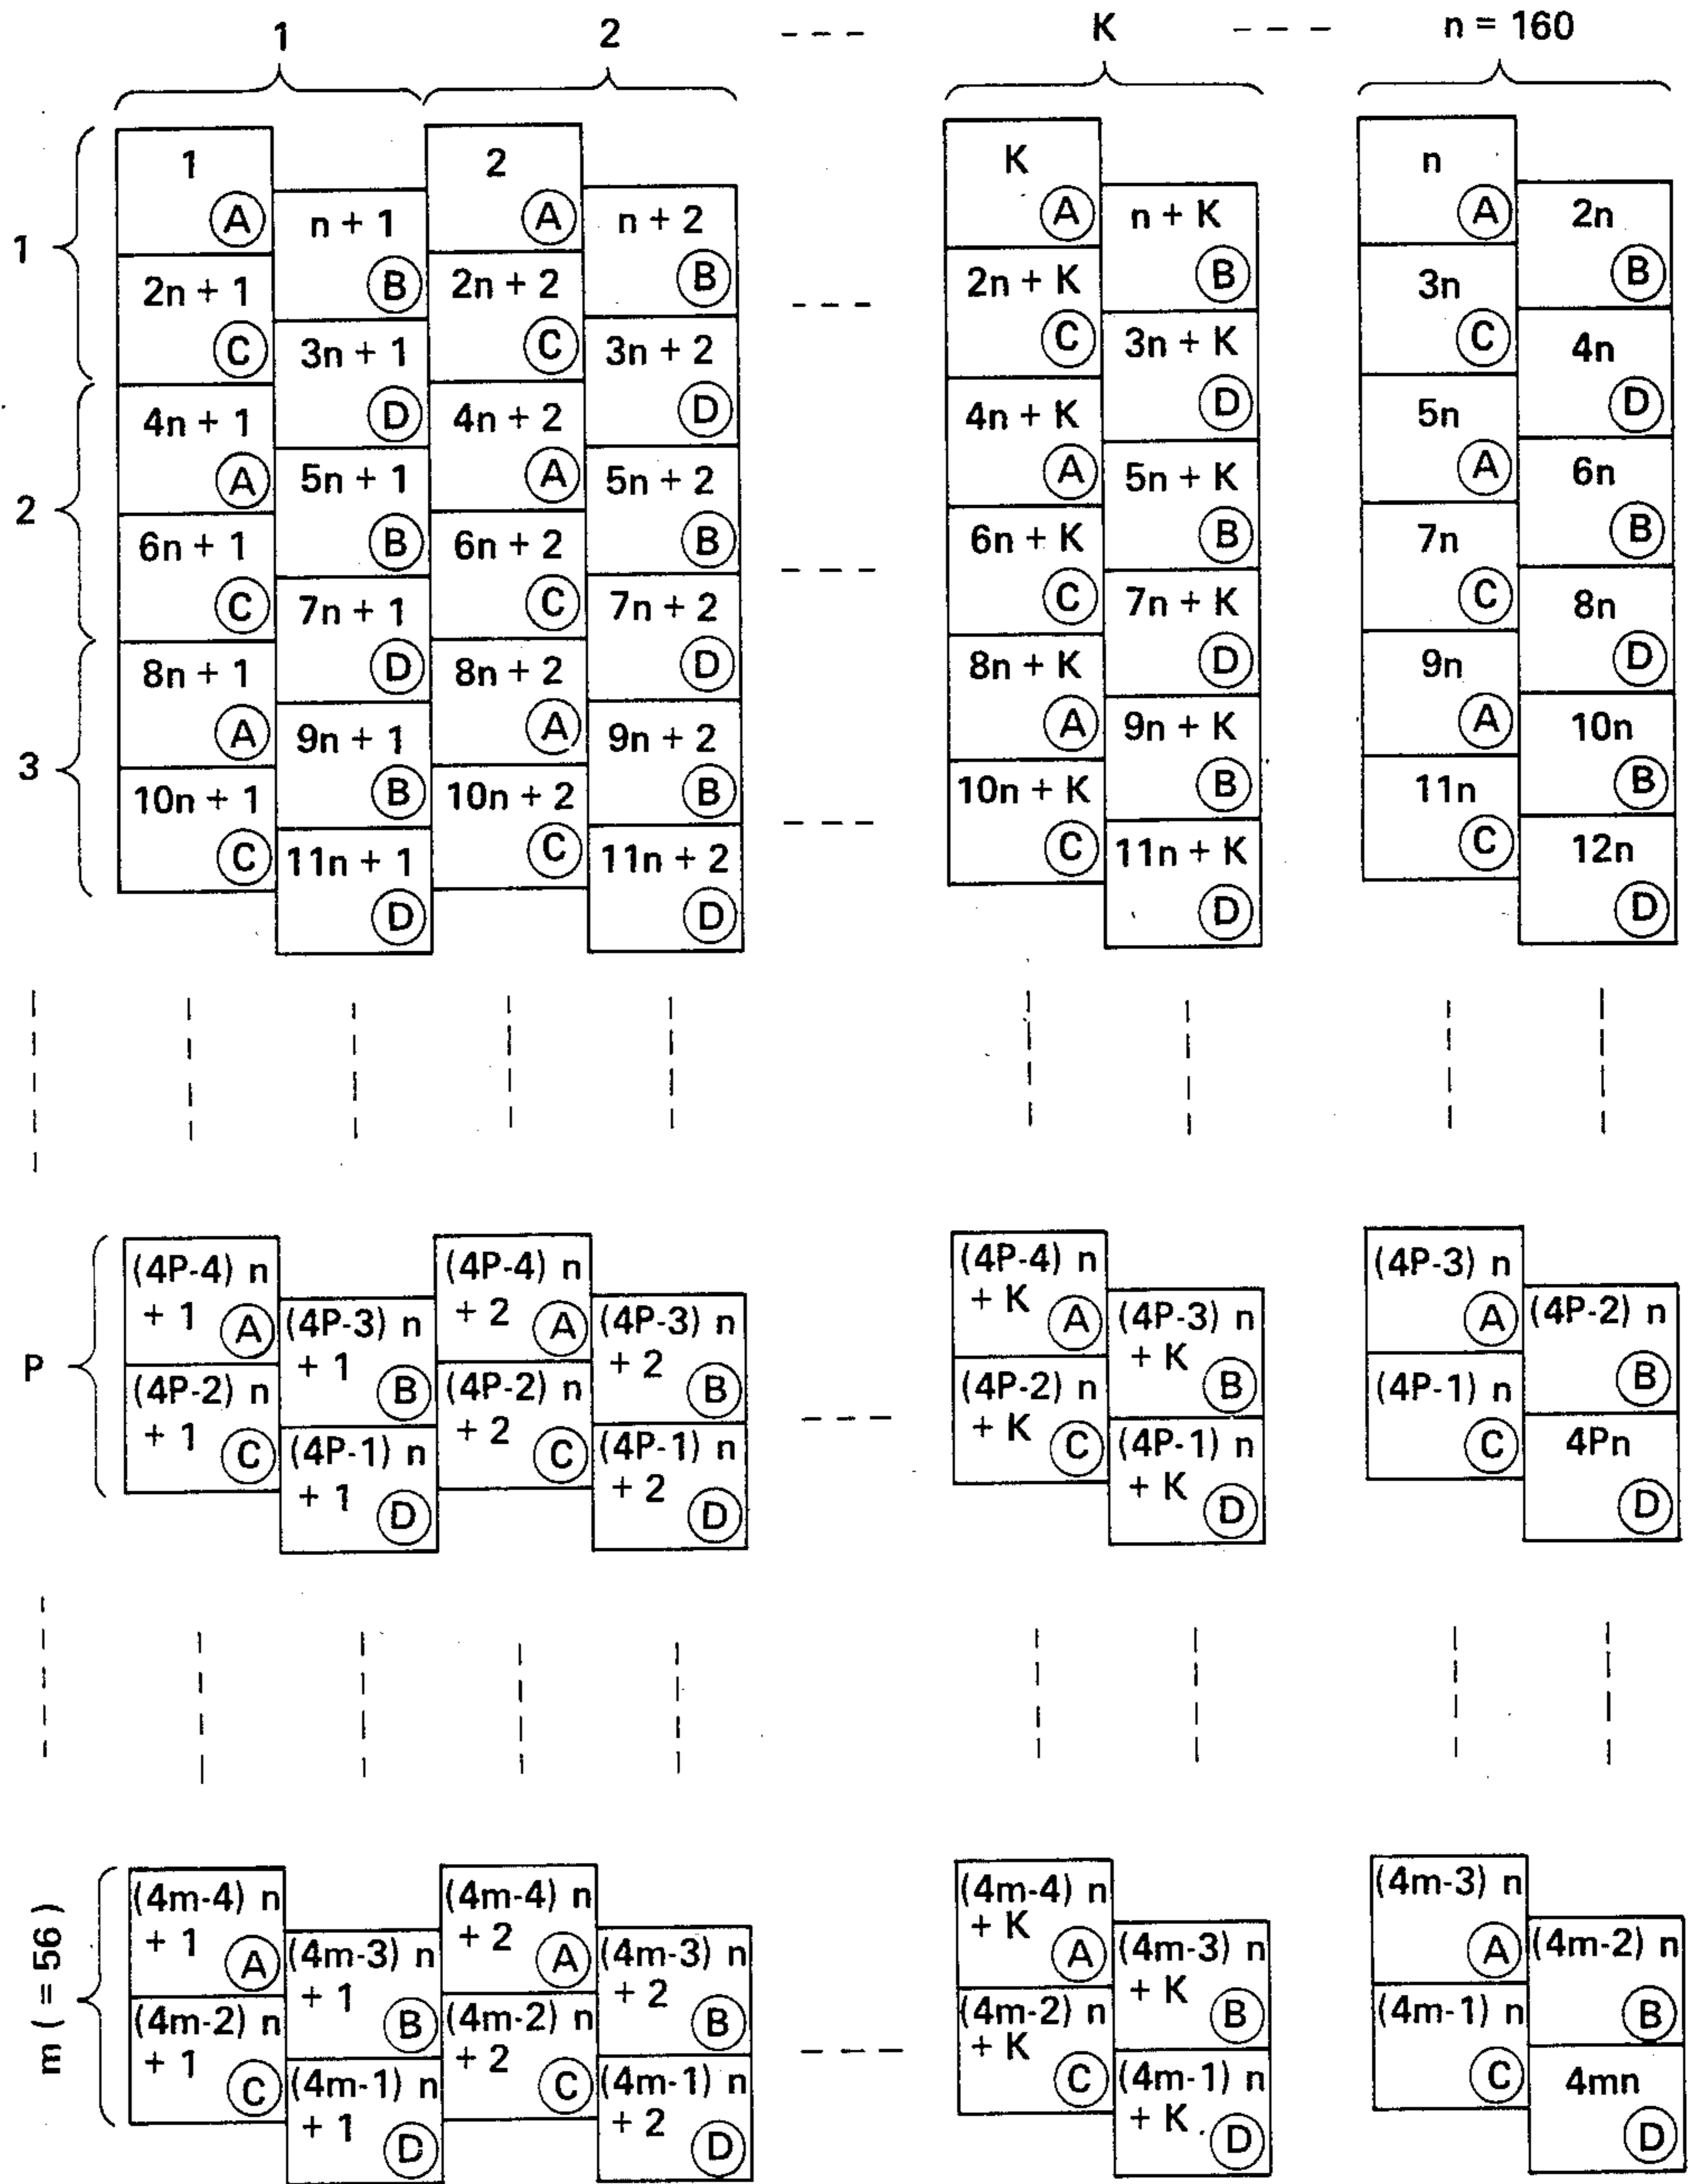 1 2 --- K --- n = 160
1 2 K n
Ⓐ n + 1 Ⓐ n + 2 Ⓐ n + K Ⓐ 2n
1
2n + 1 Ⓑ 2n + 2 Ⓑ 2n + K Ⓑ 3n Ⓑ
Ⓒ 3n + 1 Ⓒ 3n + 2 Ⓒ 3n + K Ⓒ 4n
4n + 1 Ⓓ 4n + 2 Ⓓ 4n + K Ⓓ 5n Ⓓ
Ⓐ 5n + 1 Ⓐ 5n + 2 Ⓐ 5n + K Ⓐ 6n
2
6n + 1 Ⓑ 6n + 2 Ⓑ 6n + K Ⓑ 7n Ⓑ
Ⓒ 7n + 1 Ⓒ 7n + 2 Ⓒ 7n + K Ⓒ 8n
8n + 1 Ⓓ 8n + 2 Ⓓ 8n + K Ⓓ 9n Ⓓ
Ⓐ 9n + 1 Ⓐ 9n + 2 Ⓐ 9n + K Ⓐ 10n
3
10n + 1 Ⓑ 10n + 2 Ⓑ 10n + K Ⓑ 11n Ⓑ
Ⓒ 11n + 1 Ⓒ 11n + 2 Ⓒ 11n + K Ⓒ 12n
Ⓓ Ⓓ Ⓓ Ⓓ
(4P-4) n (4P-4) n (4P-4) n (4P-3) n
+ 1 Ⓐ (4P-3) n + 2 Ⓐ (4P-3) n + K Ⓐ (4P-3) n Ⓐ (4P-2) n
P
+ 1 + 2 + K
(4P-2) n Ⓑ (4P-2) n Ⓑ (4P-2) n Ⓑ (4P-1) n Ⓑ
+ 1 Ⓒ (4P-1) n + 2 Ⓒ (4P-1) n + K Ⓒ (4P-1) n Ⓒ 4Pn
+ 1 Ⓓ + 2 Ⓓ + K Ⓓ Ⓓ
(4m-4) n (4m-4) n (4m-4) n (4m-3) n
+ 1 Ⓐ (4m-3) n + 2 Ⓐ (4m-3) n + K Ⓐ (4m-3) n Ⓐ (4m-2) n
m ( = 56 )
+ 1 + 2 + K
(4m-2) n Ⓑ (4m-2) n Ⓑ (4m-2) n Ⓑ (4m-1) n Ⓑ
+ 1 Ⓒ (4m-1) n + 2 Ⓒ (4m-1) n + K Ⓒ (4m-1) n Ⓒ 4mn
+ 1 Ⓓ + 2 Ⓓ + K Ⓓ Ⓓ